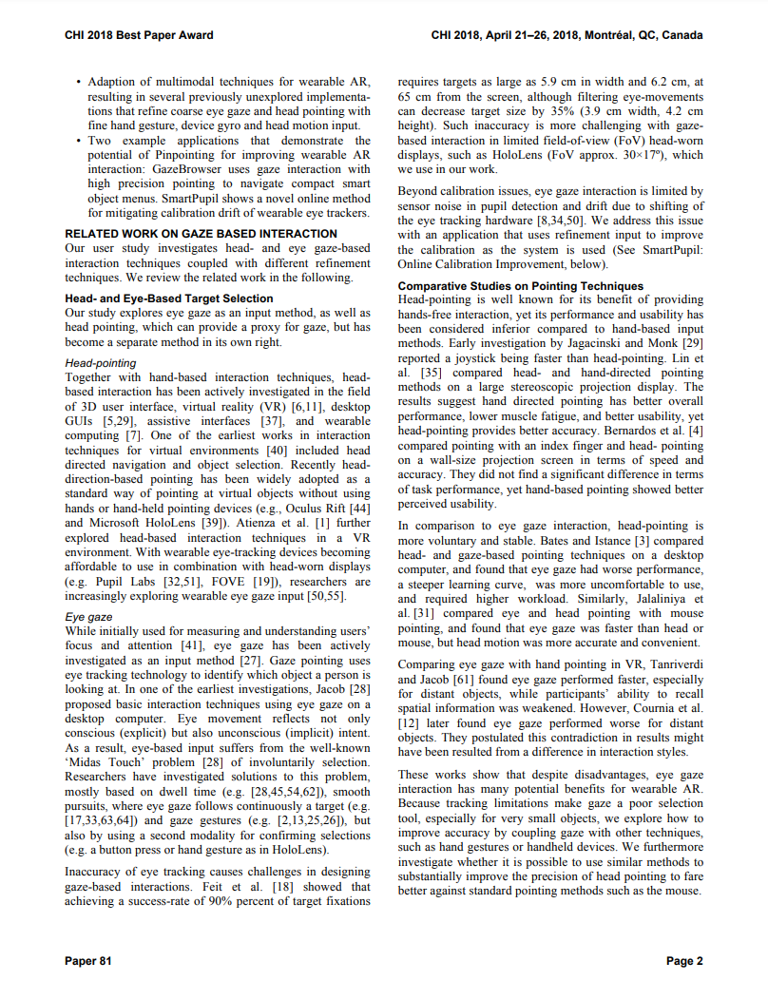 CHI 2018 Best Paper Award
CHI 2018, April 21–26, 2018, Montréal, QC, Canada
• Adaption of multimodal techniques for wearable AR,
resulting in several previously unexplored implementa-
tions that refine coarse eye gaze and head pointing with
fine hand gesture, device gyro and head motion input.
• Two example applications that demonstrate the
potential of Pinpointing for improving wearable AR
interaction: GazeBrowser uses gaze interaction with
high precision pointing to navigate compact smart
object menus. SmartPupil shows a novel online method
for mitigating calibration drift of wearable eye trackers.
RELATED WORK ON GAZE BASED INTERACTION
Our user study investigates head- and eye gaze-based
interaction techniques coupled with different refinement
techniques. We review the related work in the following.
Head- and Eye-Based Target Selection
Our study explores eye gaze as an input method, as well as
head pointing, which can provide a proxy for gaze, but has
become a separate method in its own right.
Head-pointing
Together with hand-based interaction techniques, head-
based interaction has been actively investigated in the field
of 3D user interface, virtual reality (VR) [6,11], desktop
GUIs [5,29], assistive interfaces [37], and wearable
computing [7]. One of the earliest works in interaction
techniques for virtual environments [40] included head
directed navigation and object selection. Recently head-
direction-based pointing has been widely adopted as a
standard way of pointing at virtual objects without using
hands or hand-held pointing devices (e.g., Oculus Rift [44]
and Microsoft HoloLens [39]). Atienza et al. [1] further
explored head-based interaction techniques in a VR
environment. With wearable eye-tracking devices becoming
affordable to use in combination with head-worn displays
(e.g. Pupil Labs [32,51], FOVE [19]), researchers are
increasingly exploring wearable eye gaze input [50,55].
Eye gaze
While initially used for measuring and understanding users’
focus and attention [41], eye gaze has been actively
investigated as an input method [27]. Gaze pointing uses
eye tracking technology to identify which object a person is
looking at. In one of the earliest investigations, Jacob [28]
proposed basic interaction techniques using eye gaze on a
desktop computer. Eye movement reflects not only
conscious (explicit) but also unconscious (implicit) intent.
As a result, eye-based input suffers from the well-known
‘Midas Touch’ problem [28] of involuntarily selection.
Researchers have investigated solutions to this problem,
mostly based on dwell time (e.g. [28,45,54,62]), smooth
pursuits, where eye gaze follows continuously a target (e.g.
[17,33,63,64]) and gaze gestures (e.g. [2,13,25,26]), but
also by using a second modality for confirming selections
(e.g. a button press or hand gesture as in HoloLens).
Inaccuracy of eye tracking causes challenges in designing
gaze-based interactions. Feit et al. [18] showed that
achieving a success-rate of 90% percent of target fixations
requires targets as large as 5.9 cm in width and 6.2 cm, at
65 cm from the screen, although filtering eye-movements
can decrease target size by 35% (3.9 cm width, 4.2 cm
height). Such inaccuracy is more challenging with gaze-
based interaction in limited field-of-view (FoV) head-worn
displays, such as HoloLens (FoV approx. 30×17º), which
we use in our work.
Beyond calibration issues, eye gaze interaction is limited by
sensor noise in pupil detection and drift due to shifting of
the eye tracking hardware [8,34,50]. We address this issue
with an application that uses refinement input to improve
the calibration as the system is used (See SmartPupil:
Online Calibration Improvement, below).
Comparative Studies on Pointing Techniques
Head-pointing is well known for its benefit of providing
hands-free interaction, yet its performance and usability has
been considered inferior compared to hand-based input
methods. Early investigation by Jagacinski and Monk [29]
reported a joystick being faster than head-pointing. Lin et
al. [35] compared head- and hand-directed pointing
methods on a large stereoscopic projection display. The
results suggest hand directed pointing has better overall
performance, lower muscle fatigue, and better usability, yet
head-pointing provides better accuracy. Bernardos et al. [4]
compared pointing with an index finger and head- pointing
on a wall-size projection screen in terms of speed and
accuracy. They did not find a significant difference in terms
of task performance, yet hand-based pointing showed better
perceived usability.
In comparison to eye gaze interaction, head-pointing is
more voluntary and stable. Bates and Istance [3] compared
head- and gaze-based pointing techniques on a desktop
computer, and found that eye gaze had worse performance,
a steeper learning curve, was more uncomfortable to use,
and required higher workload. Similarly, Jalaliniya et
al. [31] compared eye and head pointing with mouse
pointing, and found that eye gaze was faster than head or
mouse, but head motion was more accurate and convenient.
Comparing eye gaze with hand pointing in VR, Tanriverdi
and Jacob [61] found eye gaze performed faster, especially
for distant objects, while participants’ ability to recall
spatial information was weakened. However, Cournia et al.
[12] later found eye gaze performed worse for distant
objects. They postulated this contradiction in results might
have been resulted from a difference in interaction styles.
These works show that despite disadvantages, eye gaze
interaction has many potential benefits for wearable AR.
Because tracking limitations make gaze a poor selection
tool, especially for very small objects, we explore how to
improve accuracy by coupling gaze with other techniques,
such as hand gestures or handheld devices. We furthermore
investigate whether it is possible to use similar methods to
substantially improve the precision of head pointing to fare
better against standard pointing methods such as the mouse.
Paper 81
Page 2